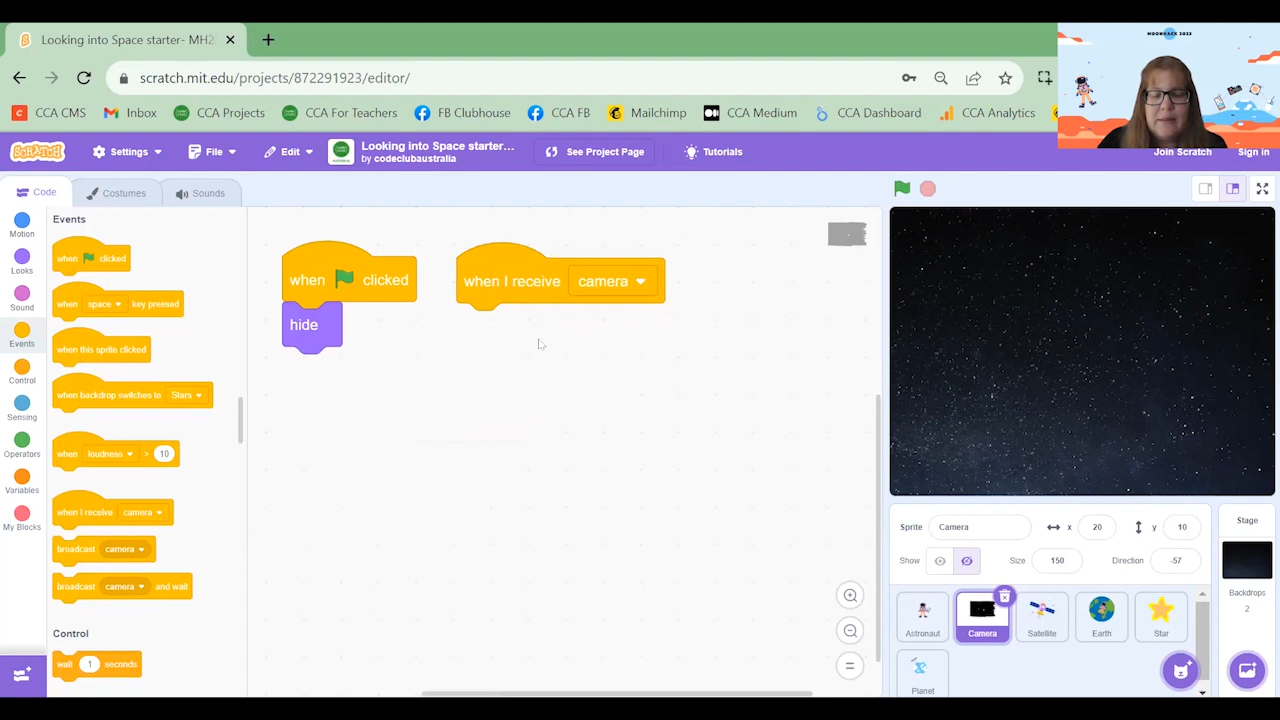 Looking into Space starter- MH2
MOONHACK 2023
scratch.mit.edu/projects/872291923/editor/
CCA CMS
Inbox
CCA Projects
CCA For Teachers
FB Clubhouse
CCA FB
Mailchimp
CCA Medium
CCA Dashboard
CCA Analytics
SCRATCH
Settings
File
Edit
Looking into Space starter...
by codeclubaustralia
See Project Page
Tutorials
Join Scratch
Sign in
Code
Costumes
Sounds
Motion
Looks
Sound
Events
Control
Sensing
Operators
Variables
My Blocks
Events
when clicked
when space key pressed
when this sprite clicked
when backdrop switches to Stars
when loudness > 10
when I receive camera
broadcast camera
broadcast camera and wait
Control
wait 1 seconds
when clicked
hide
when I receive camera
Sprite Camera x 20 y 10
Show Size 150 Direction -57
Astronaut
Camera
Satellite
Earth
Star
Planet
Stage
Backdrops
2